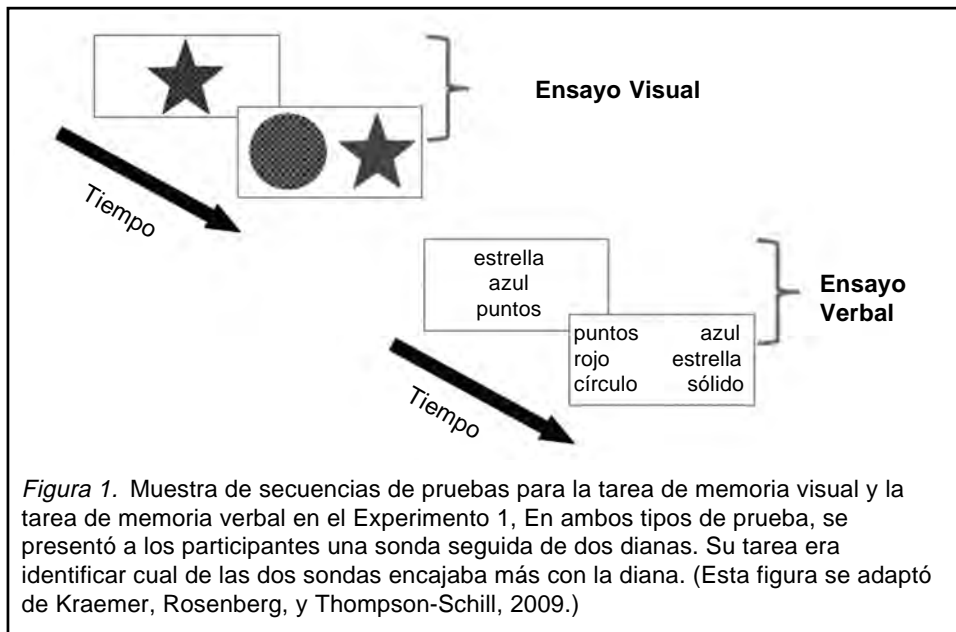 Ensayo Visual
Tiempo
estrella
azul
puntos
Ensayo
Verbal
puntos azul
rojo estrella
círculo sólido
Tiempo
Figura 1. Muestra de secuencias de pruebas para la tarea de memoria visual y la
tarea de memoria verbal en el Experimento 1, En ambos tipos de prueba, se
presentó a los participantes una sonda seguida de dos dianas. Su tarea era
identificar cual de las dos sondas encajaba más con la diana. (Esta figura se adaptó
de Kraemer, Rosenberg, y Thompson-Schill, 2009.)